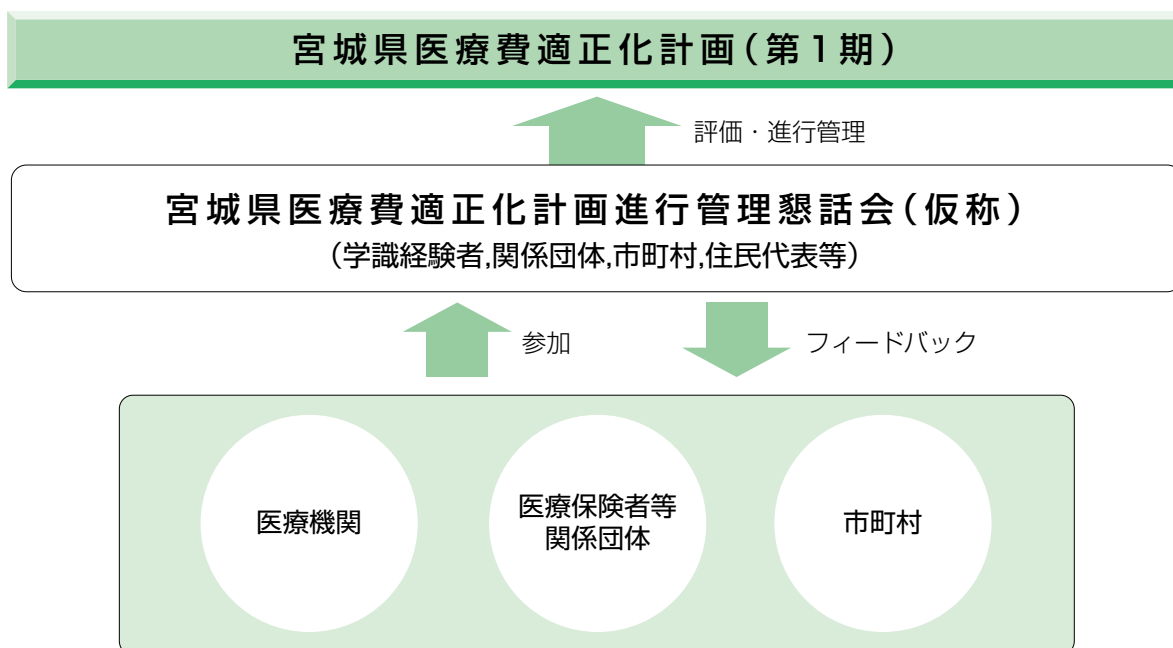 宮城県医療費適正化計画(第1期)
評価・進行管理
宮城県医療費適正化計画進行管理懇話会(仮称)
(学識経験者,関係団体,市町村,住民代表等)
参加
フィードバック
医療機関
医療保険者等
関係団体
市町村